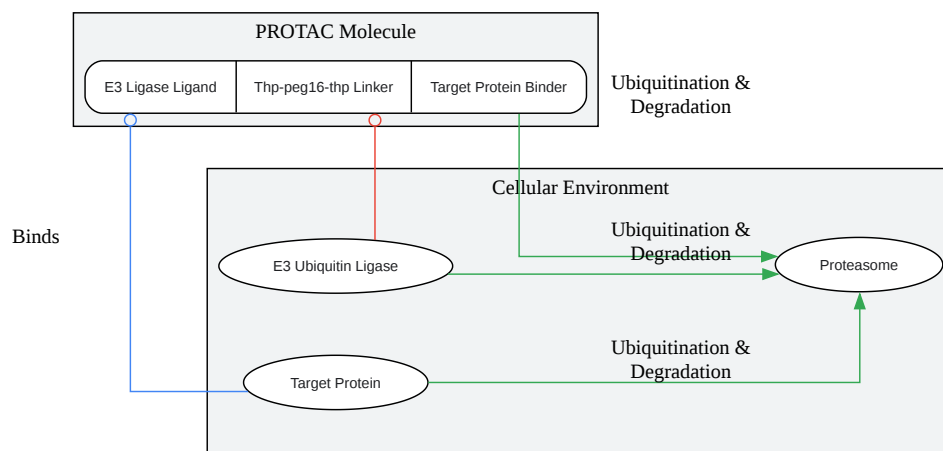 PROTAC Molecule
E3 Ligase Ligand
Thp-peg16-thp Linker
Target Protein Binder
Ubiquitination &
Degradation
Cellular Environment
Binds
Ubiquitination &
Degradation
E3 Ubiquitin Ligase
Proteasome
Ubiquitination &
Degradation
Target Protein